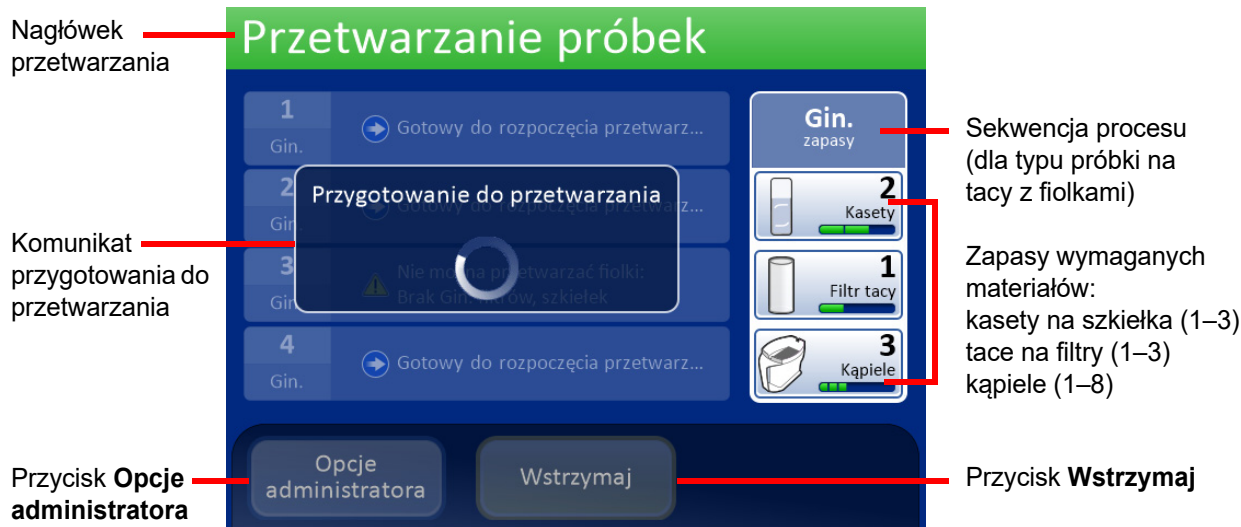 Nagłówek
przetwarzania
Przetwarzanie próbek
1
Gin.
Gotowy do rozpoczęcia przetwarz...
2
Gin.
Gotowy do rozpoczęcia przetwarz...
3
Gin.
Nie można przetwarzać fiolki:
Brak Gin. filtrów, szkiełek
4
Gin.
Gotowy do rozpoczęcia przetwarz...
Przygotowanie do przetwarzania
Gin.
zapasy
2
Kasety
1
Filtr tacy
3
Kąpiele
Sekwencja procesu
(dla typu próbki na
tacy z fiolkami)
Komunikat
przygotowania do
przetwarzania
Zapasy wymaganych
materiałów:
kasety na szkiełka (1–3)
tace na filtry (1–3)
kąpiele (1–8)
Opcje
administratora
Wstrzymaj
Przycisk Opcje
administratora
Przycisk Wstrzymaj